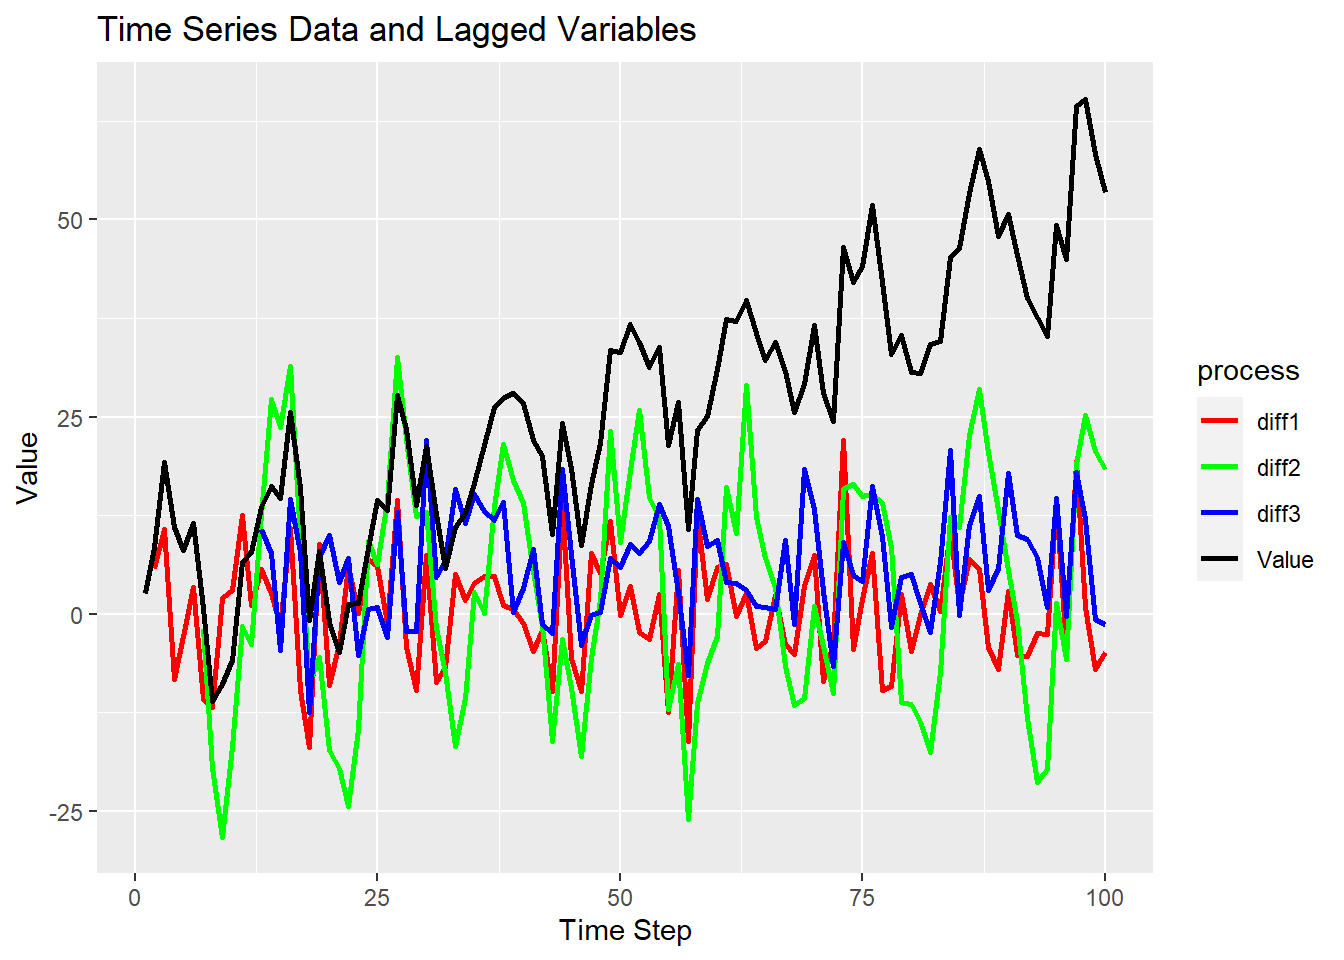 Time Series Data and Lagged Variables
Value
50
25
0
-25
0
25
50
75
100
Time Step
process
diff1
diff2
diff3
Value